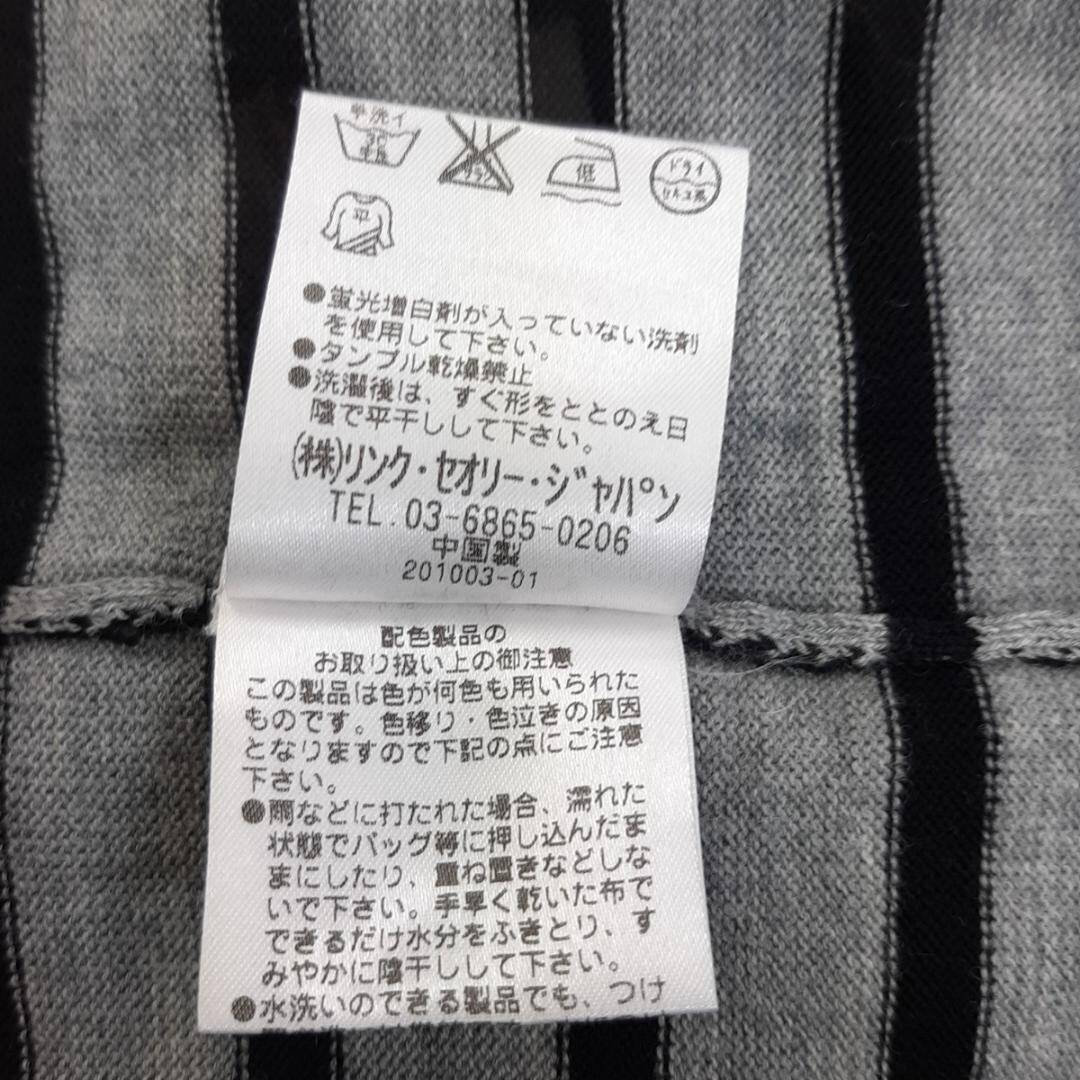 手洗イ
30
中性
エンソサラシ
低
ドライ
セキユ系
平
●蛍光増白剤が入っていない洗剤
を使用して下さい。
●タンブル乾燥禁止
●洗濯後は、すぐ形をととのえ日
陰で平干しして下さい。
㈱リンク・セオリー・ジャパン
TEL.03-6865-0206
中国製
201003-01
配色製品の
お取り扱い上の御注意
この製品は色が何色も用いられた
ものです。色移り・色泣きの原因
となりますので下記の点にご注意
下さい。
●雨などに打たれた場合、濡れた
状態でバッグ等に押し込んだま
まにしたり、重ね置きなどしな
いで下さい。手早く乾いた布で
できるだけ水分をふきとり、す
みやかに陰干しして下さい。
●水洗いのできる製品でも、つけ